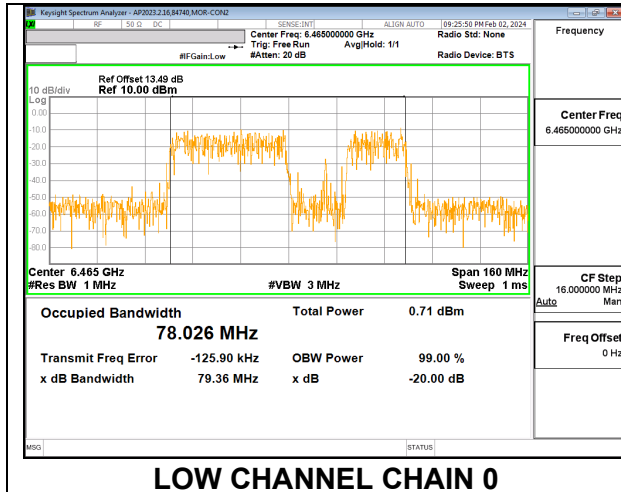 Keysight Spectrum Analyzer - AP2023.2.16,84740,MOR-CON2
RF 50 Ω DC SENSE:INT ALIGN AUTO 09:25:50 PM Feb 02, 2024
Center Freq: 6.465000000 GHz Radio Std: None
Trig: Free Run Avg|Hold: 1/1
#IFGain:Low #Atten: 20 dB Radio Device: BTS
Frequency
Ref Offset 13.49 dB
10 dB/div Ref 10.00 dBm
Log
0.00
-10.0
-20.0
-30.0
-40.0
-50.0
-60.0
-70.0
-80.0
Center 6.465 GHz Span 160 MHz
#Res BW 1 MHz #VBW 3 MHz Sweep 1 ms
Center Freq
6.465000000 GHz
CF Step
16.000000 MHz
Auto Man
Freq Offset
0 Hz
Occupied Bandwidth Total Power 0.71 dBm
78.026 MHz
Transmit Freq Error -125.90 kHz OBW Power 99.00 %
x dB Bandwidth 79.36 MHz x dB -20.00 dB
MSG STATUS
LOW CHANNEL CHAIN 0